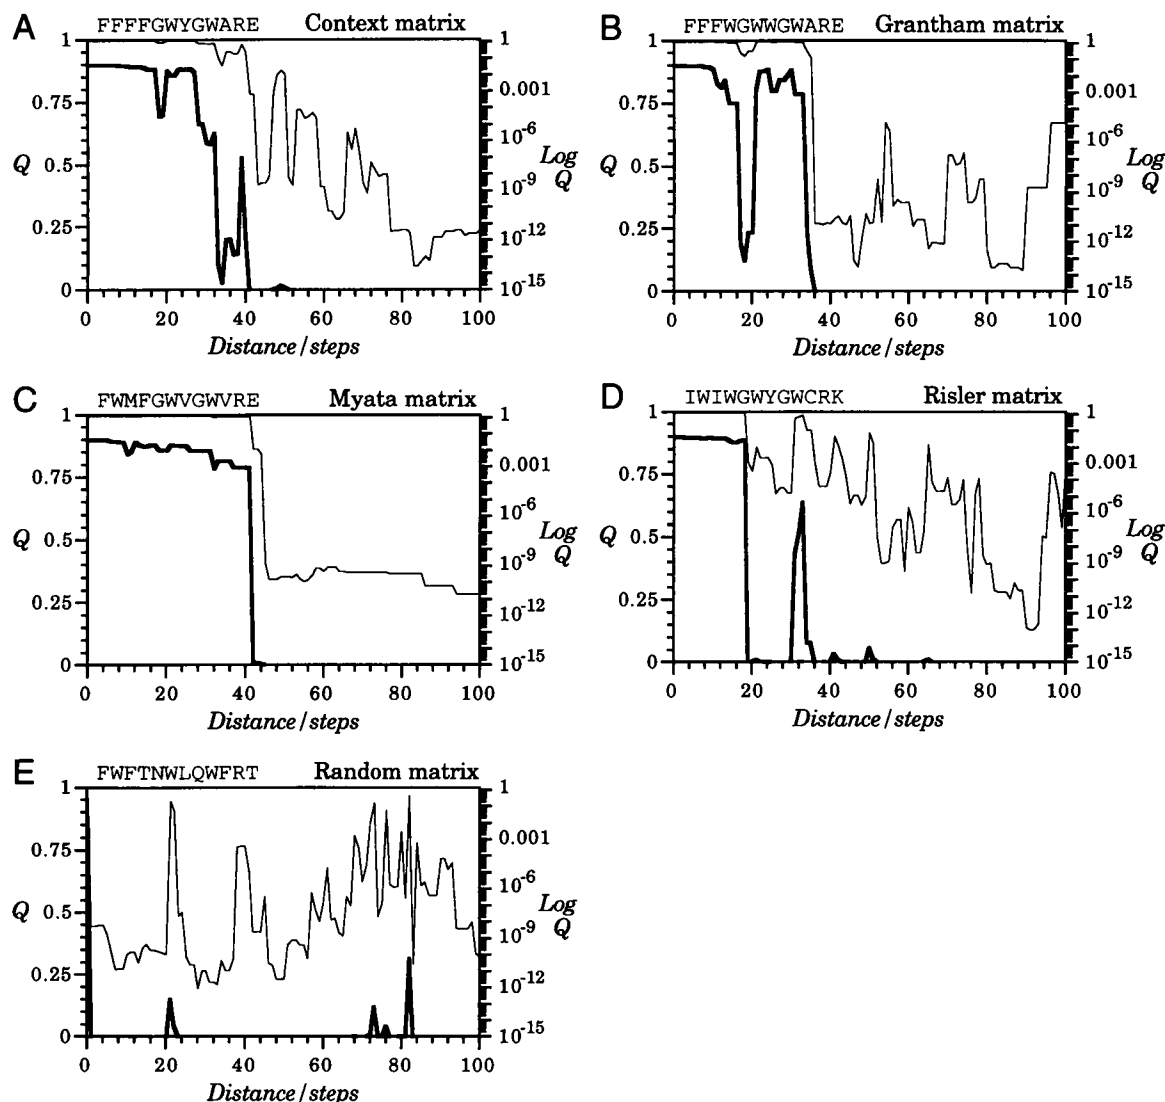 A FFFFGWYGWARE Context matrix
1 1
0.75 0.001
10-6
Q 0.5 Log Q
10-9
0.25 10-12
0 10-15
0 20 40 60 80 100
Distance/steps
B FFFWGWWGWARE Grantham matrix
1 1
0.75 0.001
10-6
Q 0.5 Log Q
10-9
0.25 10-12
0 10-15
0 20 40 60 80 100
Distance/steps
C FWMFGWVGWVRE Myata matrix
1 1
0.75 0.001
10-6
Q 0.5 Log Q
10-9
0.25 10-12
0 10-15
0 20 40 60 80 100
Distance/steps
D IWIWGWYGWCRK Risler matrix
1 1
0.75 0.001
10-6
Q 0.5 Log Q
10-9
0.25 10-12
0 10-15
0 20 40 60 80 100
Distance/steps
E FWFTNWLQWFRT Random matrix
1 1
0.75 0.001
10-6
Q 0.5 Log Q
10-9
0.25 10-12
0 10-15
0 20 40 60 80 100
Distance/steps